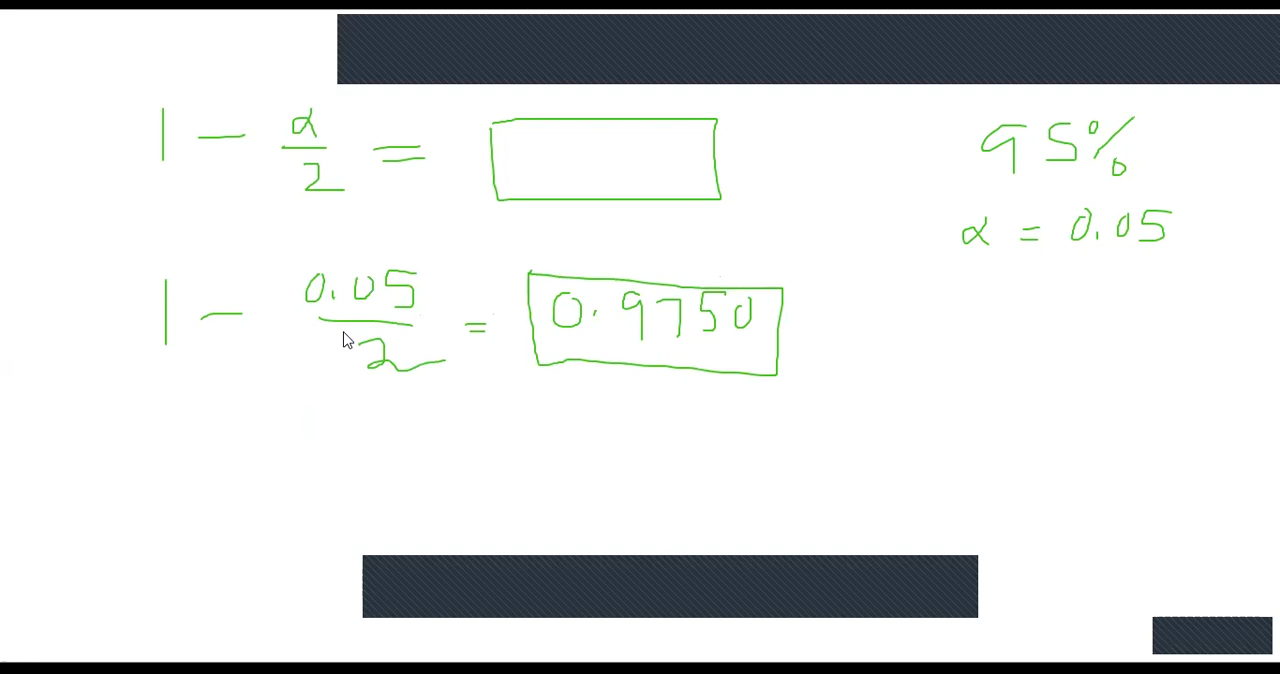 1 - α/2 =
95%
α = 0.05
1 - 0.05/2 = 0.9750